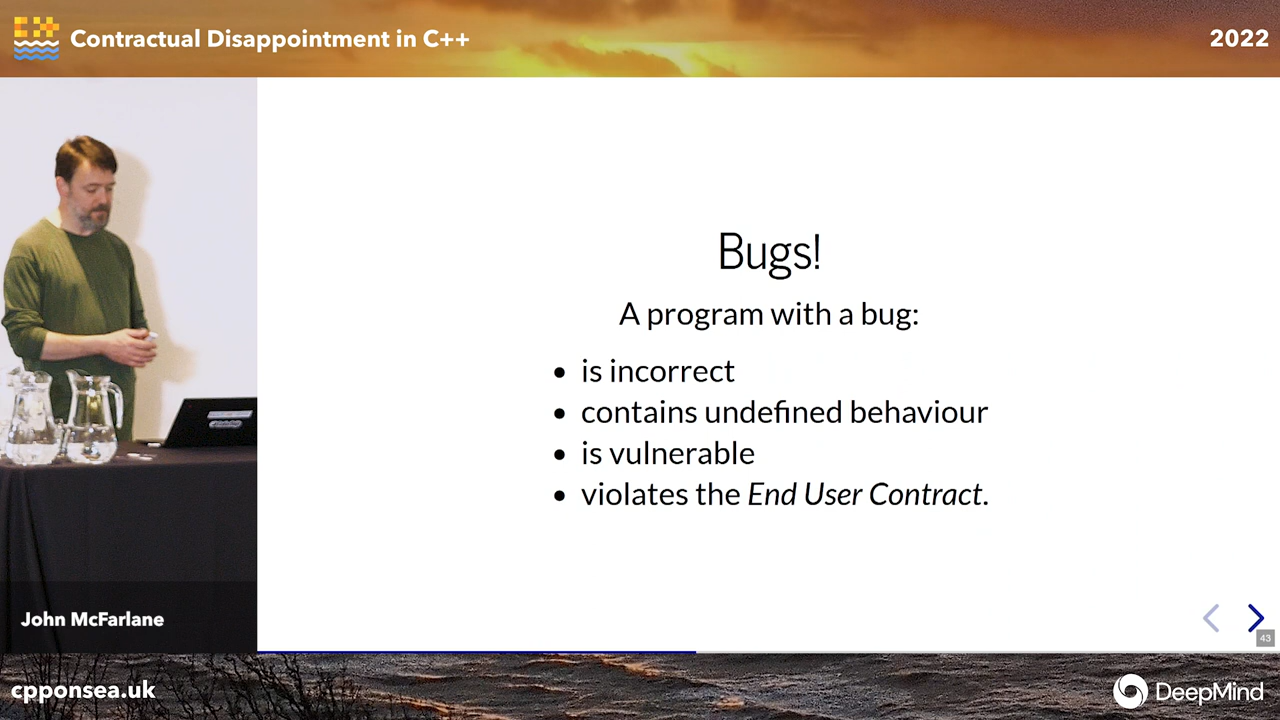 Contractual Disappointment in C++
2022
Bugs!
A program with a bug:
• is incorrect
• contains undefined behaviour
• is vulnerable
• violates the End User Contract.
43
John McFarlane
cpponsea.uk
DeepMind